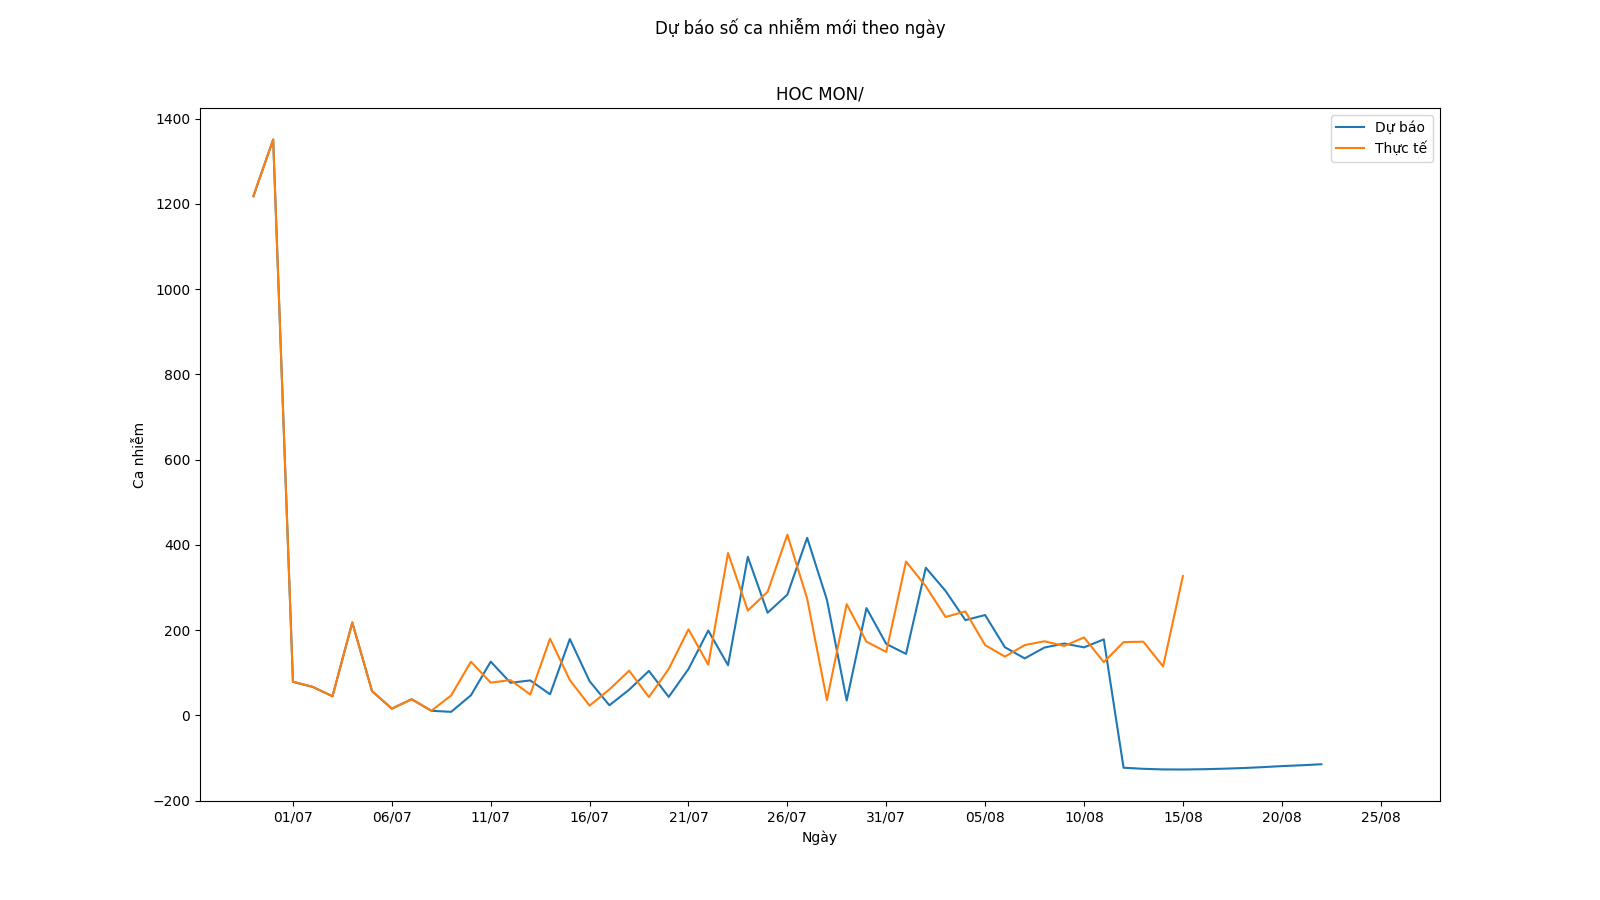 Dự báo số ca nhiễm mới theo ngày
HOC MON/
Dự báo
Thực tế
1400
1200
1000
800
600
400
200
0
−200
Ca nhiễm
01/07 06/07 11/07 16/07 21/07 26/07 31/07 05/08 10/08 15/08 20/08 25/08
Ngày